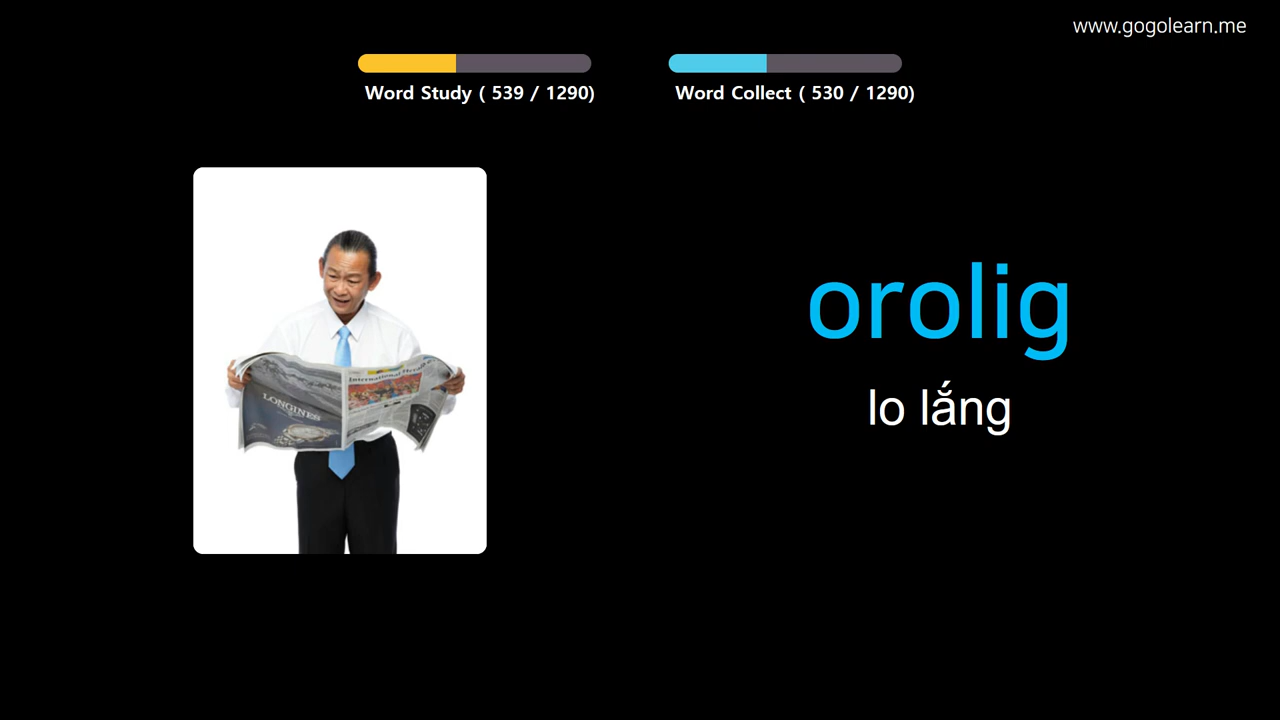 www.gogolearn.me
Word Study ( 539 / 1290)
Word Collect ( 530 / 1290)
orolig
lo lắng
International Herald
LONGINES